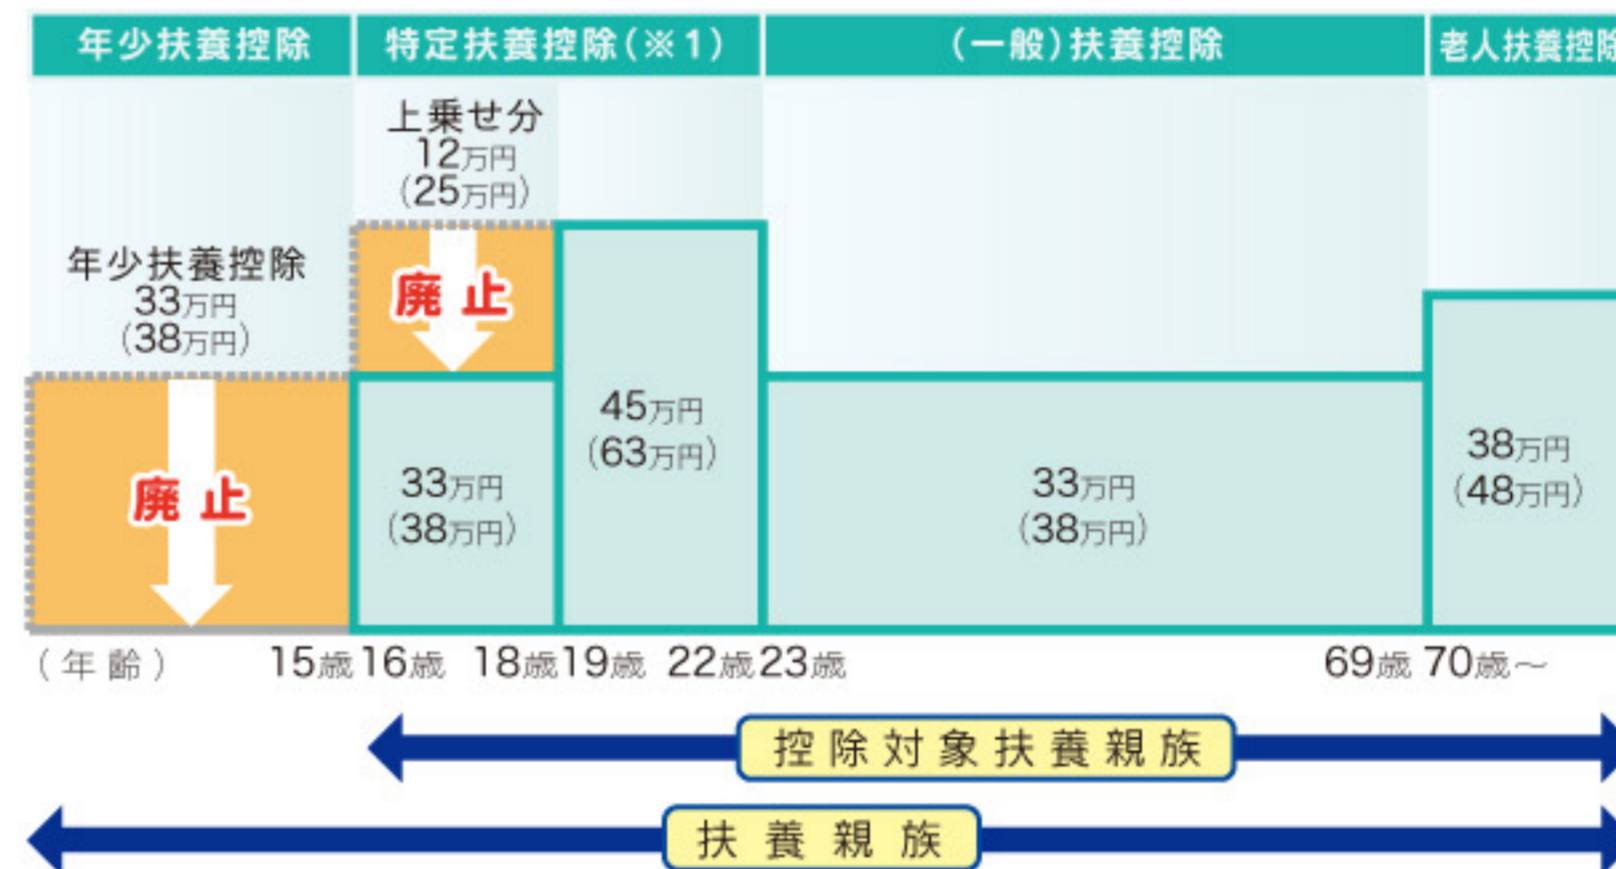 年少扶養控除
特定扶養控除(※1)
(一般)扶養控除
老人扶養控除
上乗せ分
12万円
(25万円)
廃止
年少扶養控除
33万円
(38万円)
廃止
33万円
(38万円)
45万円
(63万円)
33万円
(38万円)
38万円
(48万円)
(年齢) 15歳 16歳 18歳 19歳 22歳 23歳 69歳 70歳～
控除対象扶養親族
扶養親族